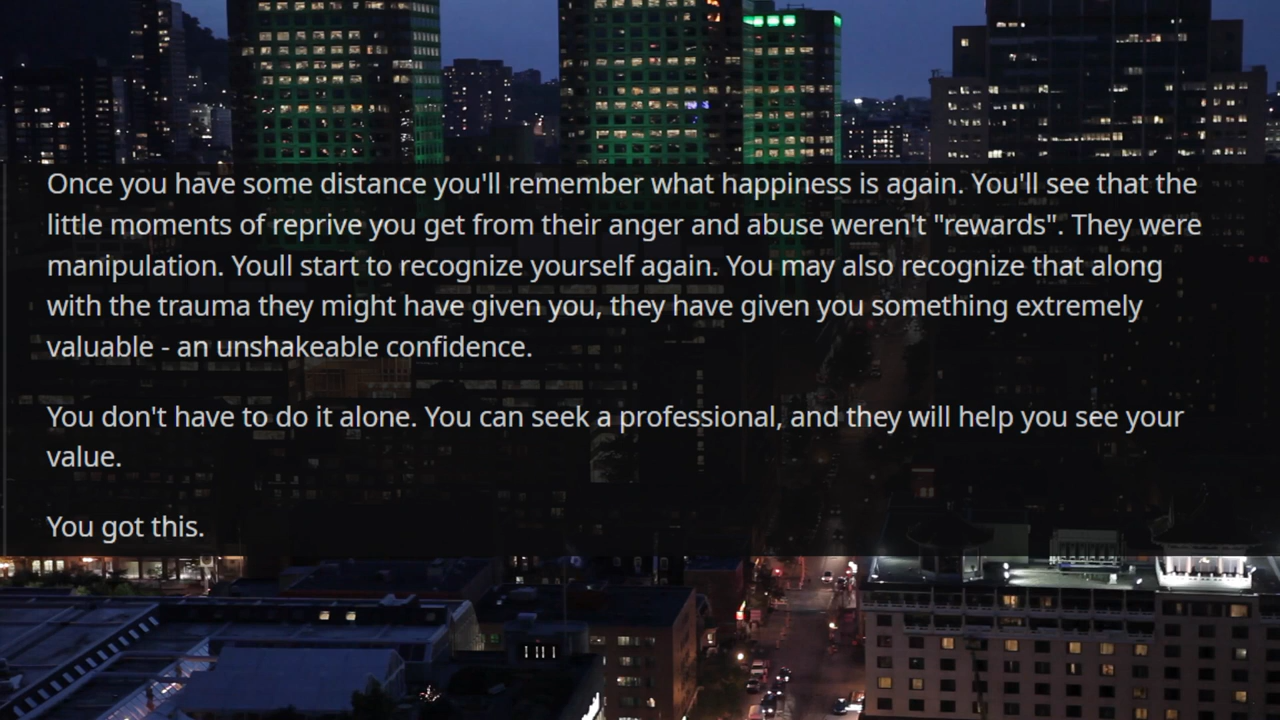 Once you have some distance you'll remember what happiness is again. You'll see that the
little moments of reprive you get from their anger and abuse weren't "rewards". They were
manipulation. Youll start to recognize yourself again. You may also recognize that along
with the trauma they might have given you, they have given you something extremely
valuable - an unshakeable confidence.
You don't have to do it alone. You can seek a professional, and they will help you see your
value.
You got this.